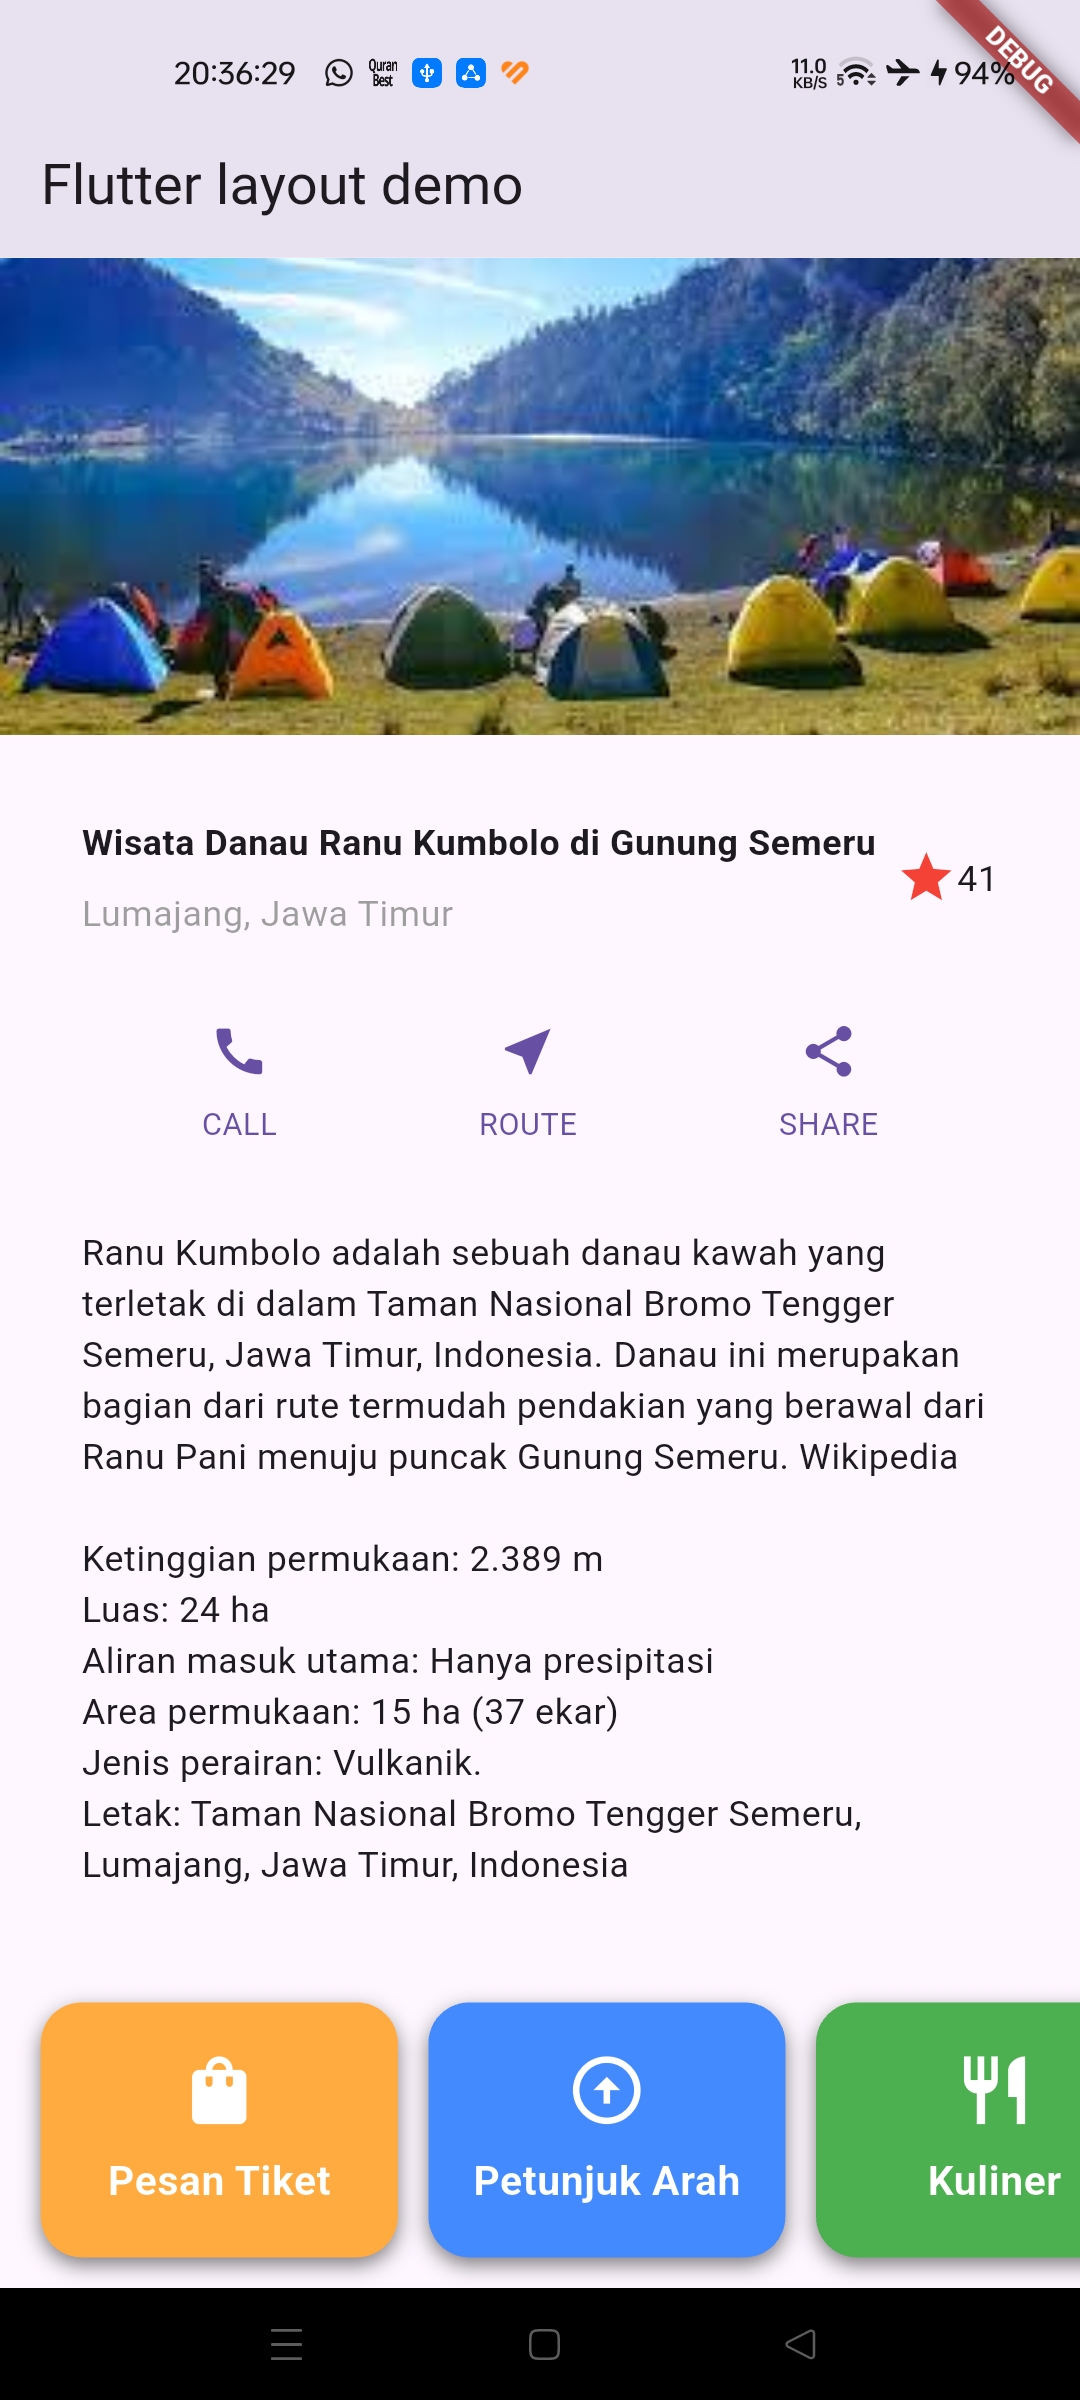 20:36:29
Quran
Best
11.0
KB/S
5
94%
DEBUG
Flutter layout demo
Wisata Danau Ranu Kumbolo di Gunung Semeru
41
Lumajang, Jawa Timur
CALL
ROUTE
SHARE
Ranu Kumbolo adalah sebuah danau kawah yang
terletak di dalam Taman Nasional Bromo Tengger
Semeru, Jawa Timur, Indonesia. Danau ini merupakan
bagian dari rute termudah pendakian yang berawal dari
Ranu Pani menuju puncak Gunung Semeru. Wikipedia
Ketinggian permukaan: 2.389 m
Luas: 24 ha
Aliran masuk utama: Hanya presipitasi
Area permukaan: 15 ha (37 ekar)
Jenis perairan: Vulkanik.
Letak: Taman Nasional Bromo Tengger Semeru,
Lumajang, Jawa Timur, Indonesia
Pesan Tiket
Petunjuk Arah
Kuliner